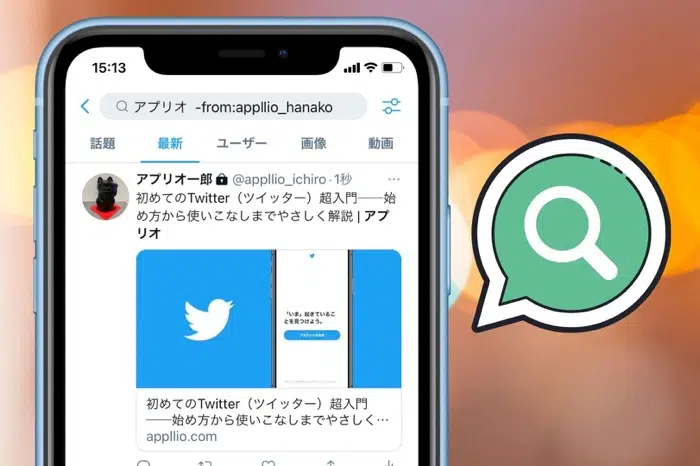 15:13
アプリオ -from:appllio_hanako
話題 最新 ユーザー 画像 動画
アプリオ一郎 @appllio_ichiro·1秒
初めてのTwitter（ツイッター）超入門──始
め方から使いこなしまでやさしく解説 | アプ
リオ
「いま」起きているこ
とを見つけよう。
初めてのTwitter（ツイッター）超入門
──始め方から使いこなしまでやさしく…
appllio.com